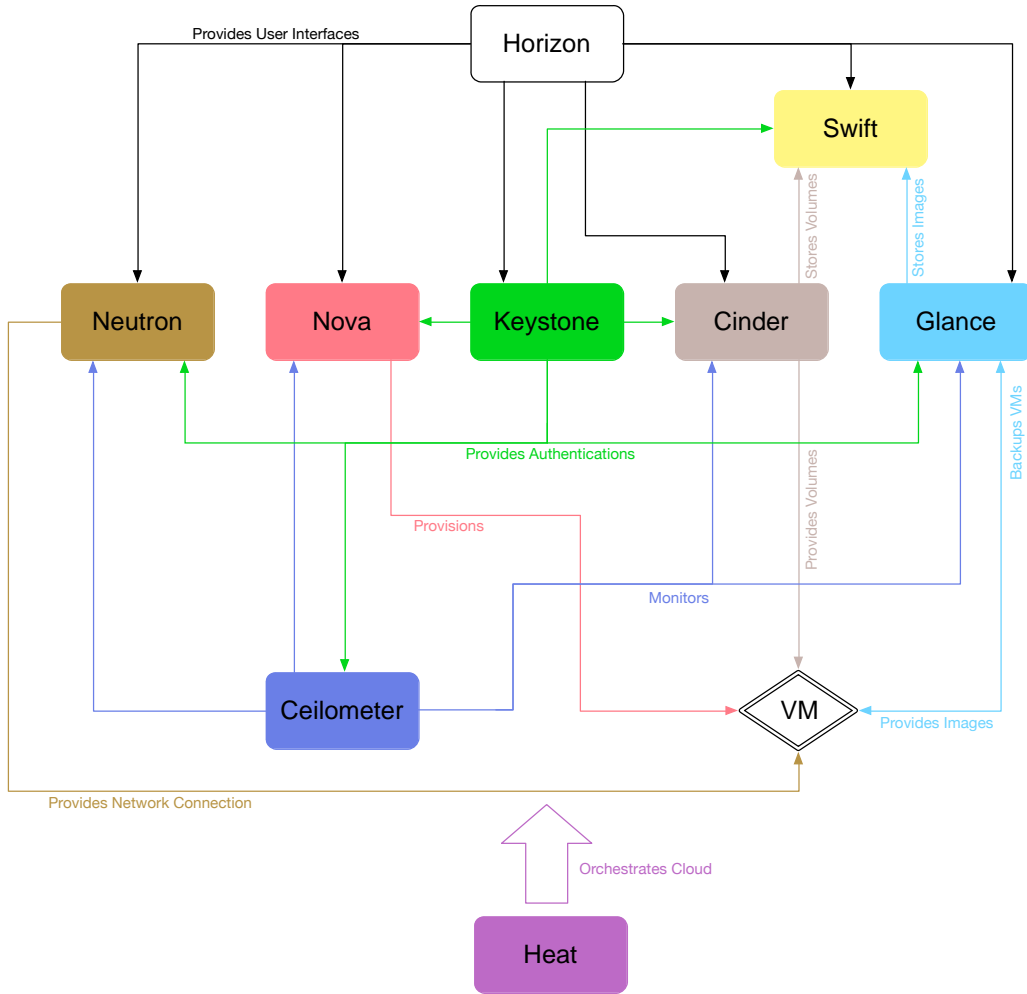 Provides User Interfaces
Horizon
Swift
Stores Volumes
Stores Images
Neutron
Nova
Keystone
Cinder
Glance
Provides Authentications
Backups VMs
Provisions
Provides Volumes
Monitors
Ceilometer
VM
Provides Images
Provides Network Connection
Orchestrates Cloud
Heat